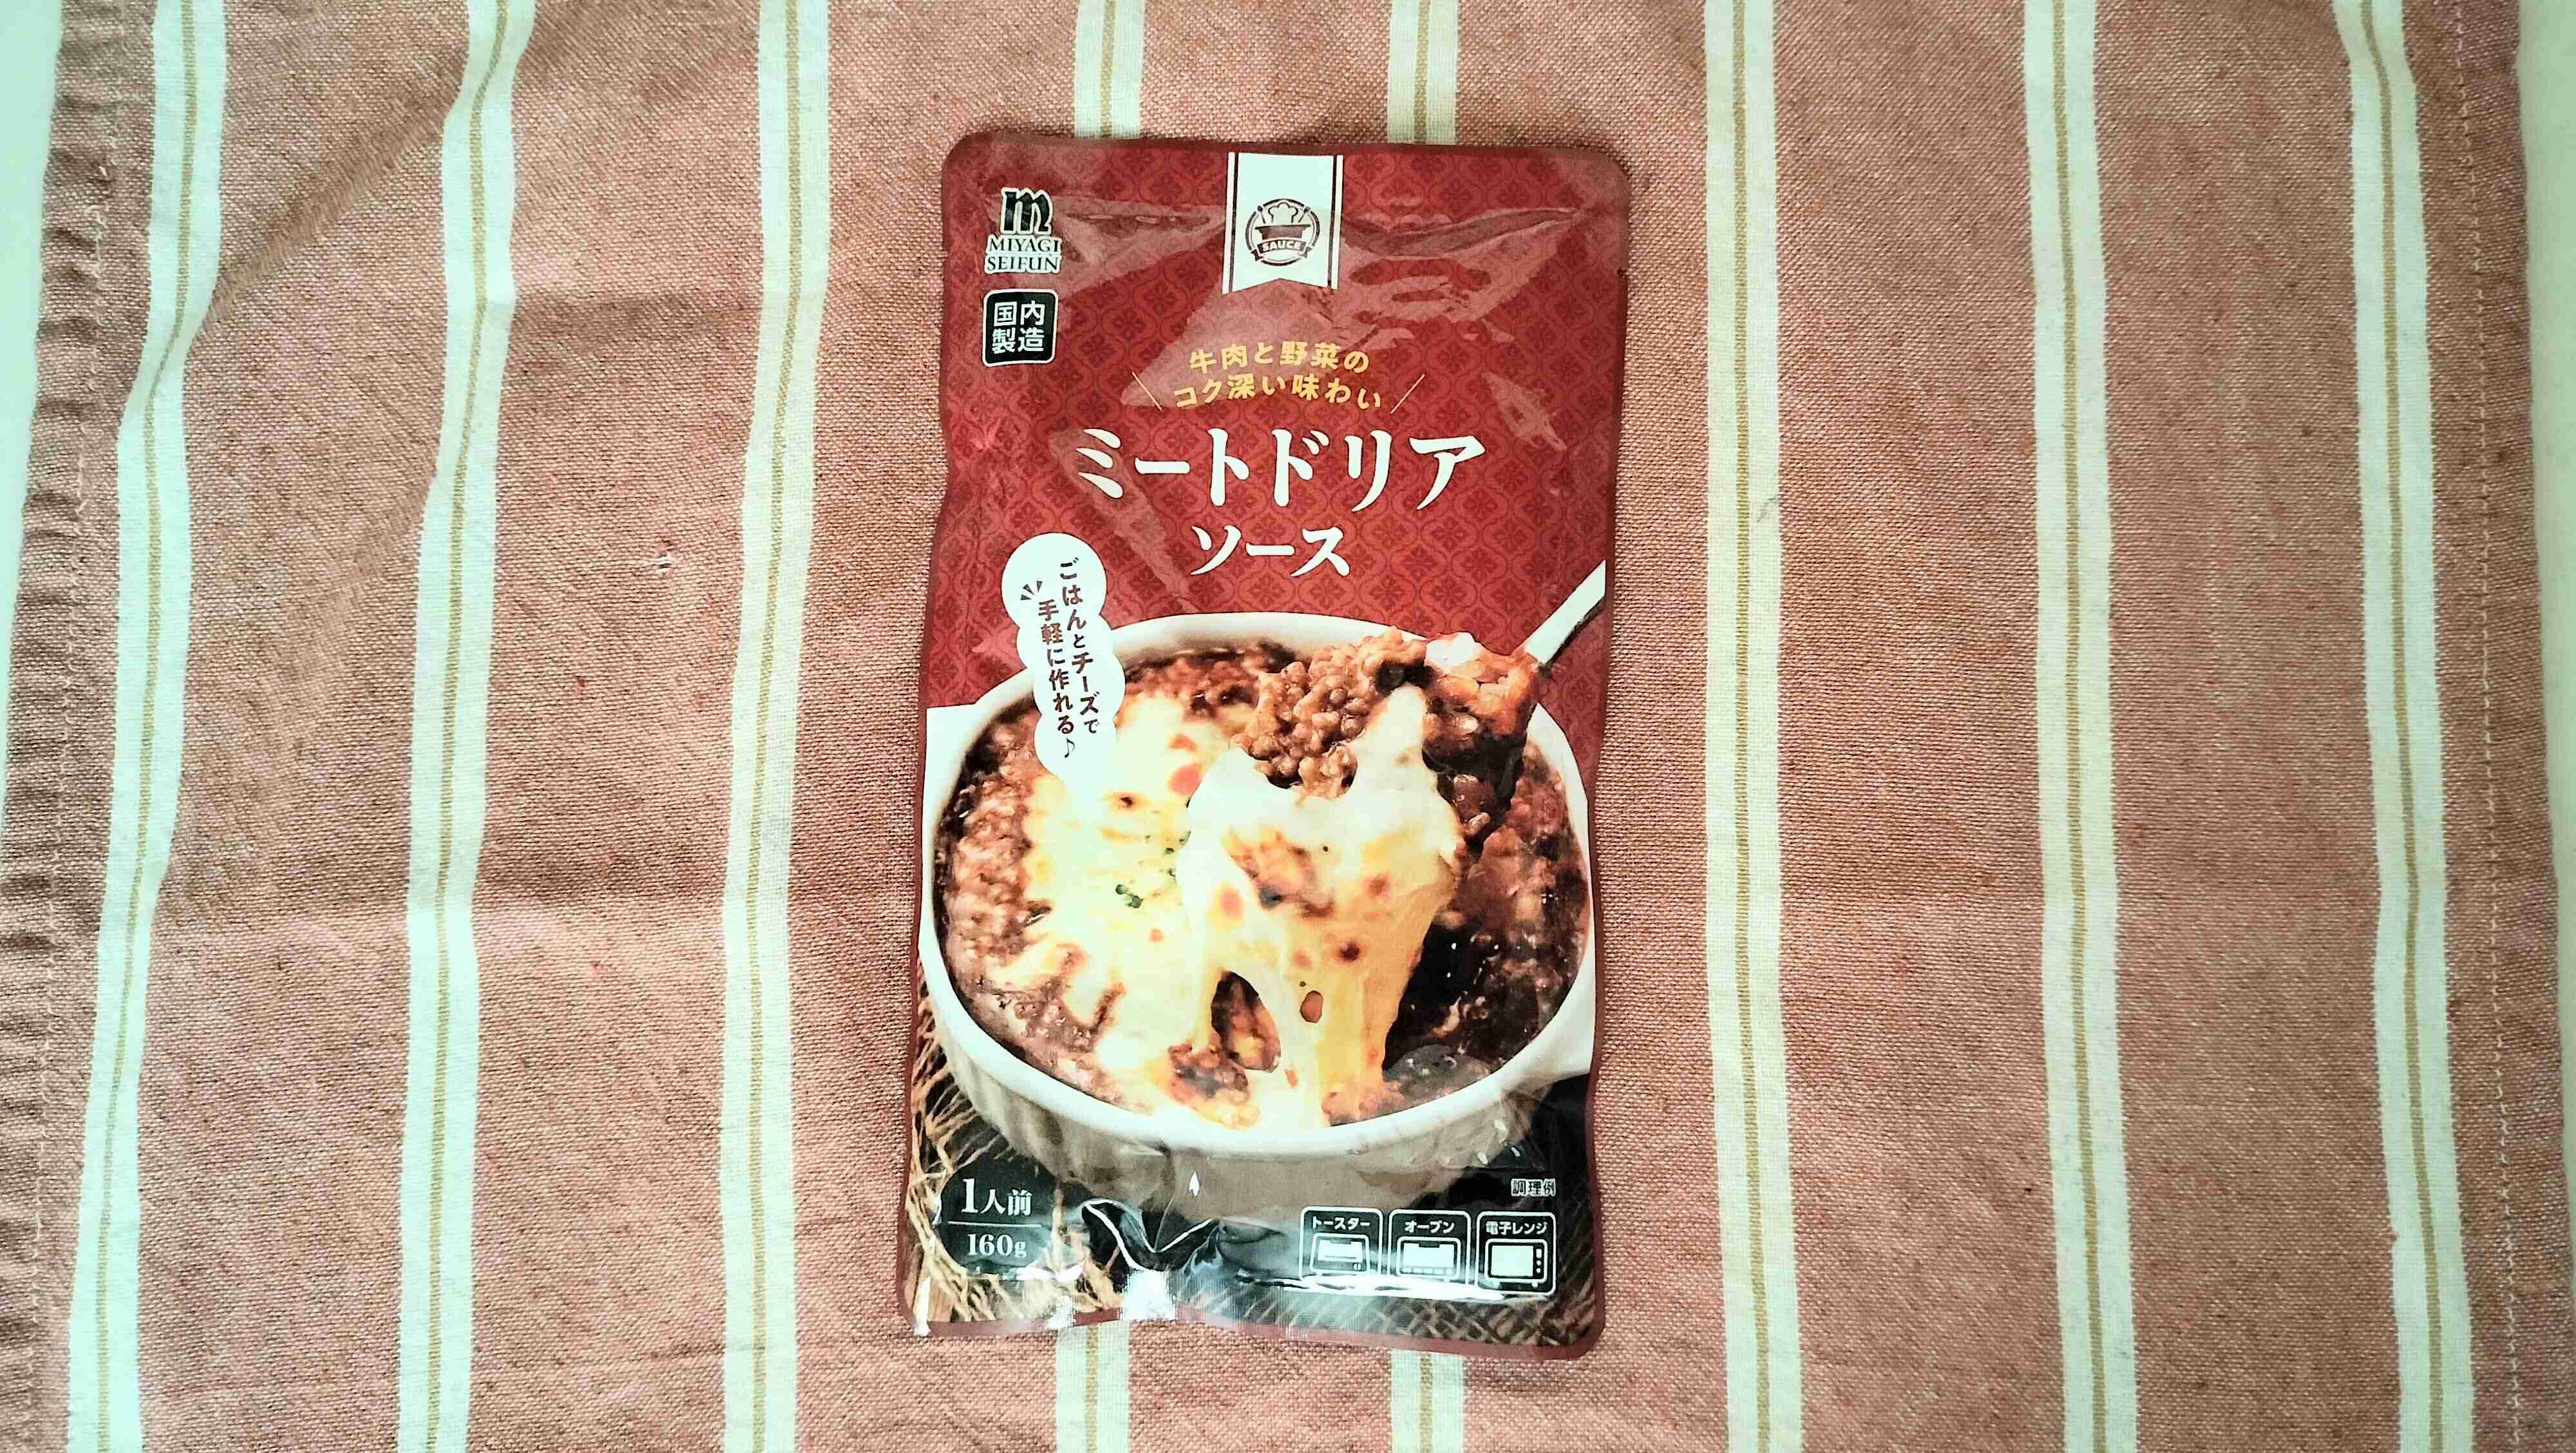 m
MIYAGI
SEIFUN
国内
製造
SAUCE
牛肉と野菜の
コク深い味わい
ミートドリア
ソース
ごはんとチーズで
手軽に作れる♪
調理例
1人前
160g
トースター
オーブン
電子レンジ